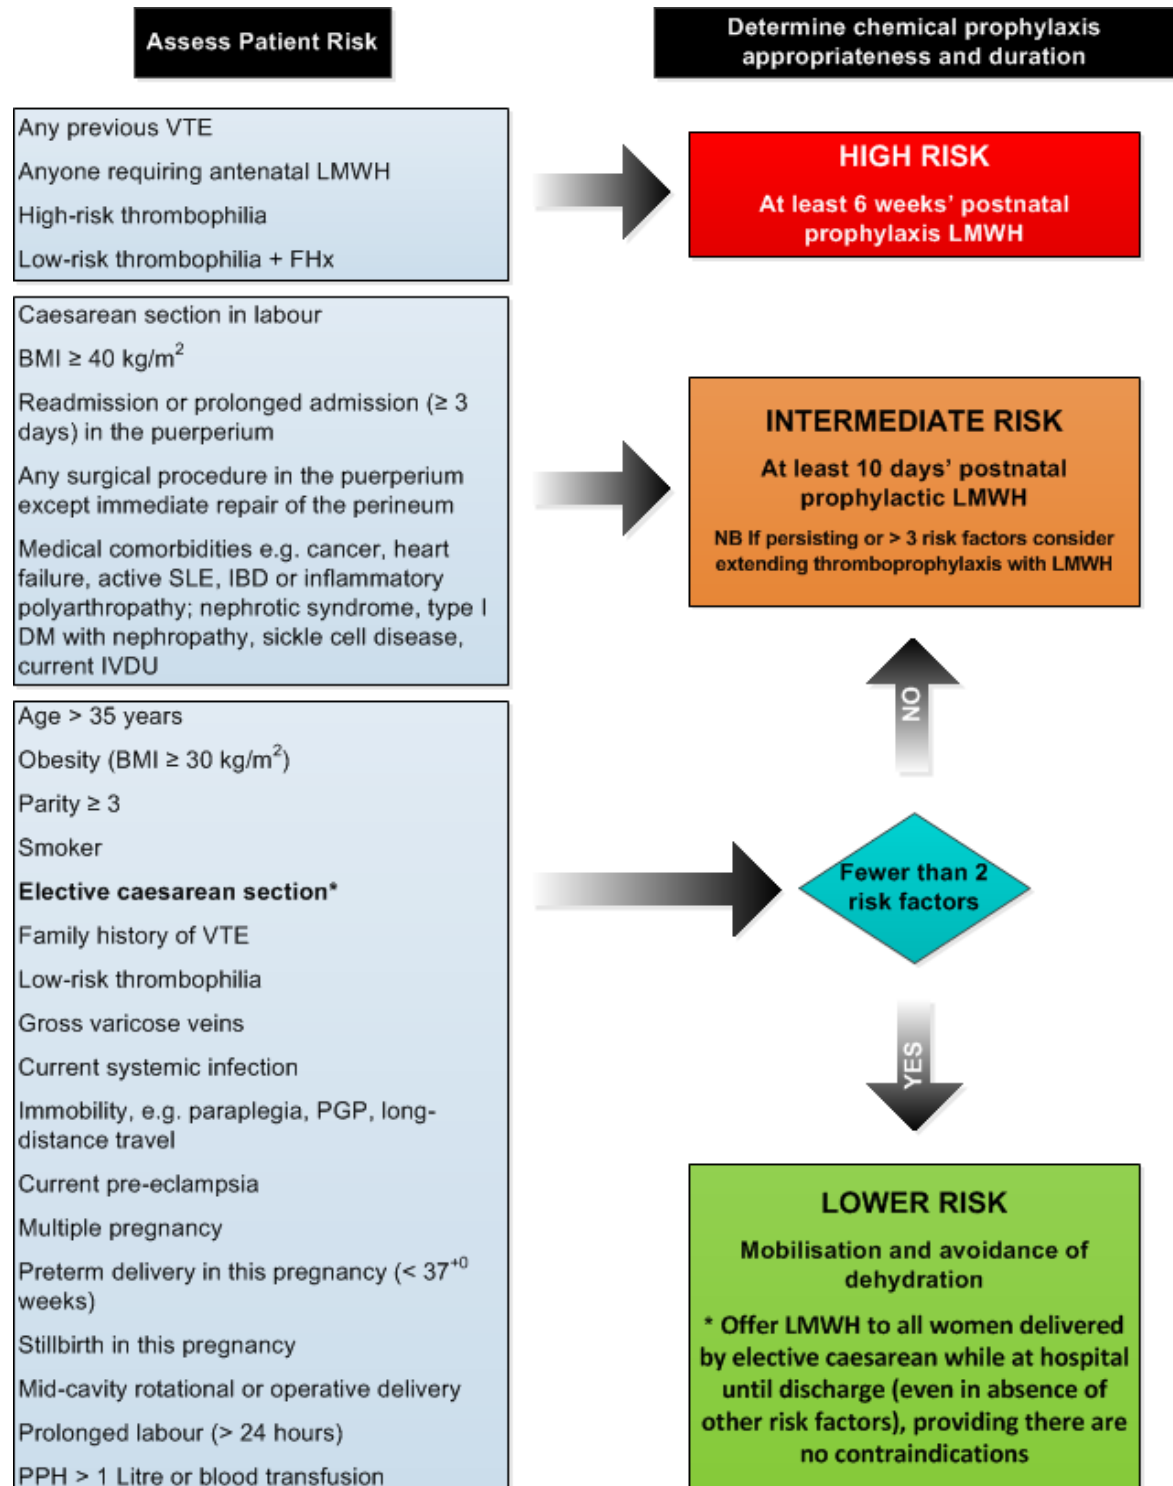 Assess Patient Risk
Determine chemical prophylaxis
appropriateness and duration
Any previous VTE
Anyone requiring antenatal LMWH
High-risk thrombophilia
Low-risk thrombophilia + FHx
HIGH RISK
At least 6 weeks’ postnatal
prophylaxis LMWH
Caesarean section in labour
BMI ≥ 40 kg/m²
Readmission or prolonged admission (≥ 3
days) in the puerperium
Any surgical procedure in the puerperium
except immediate repair of the perineum
Medical comorbidities e.g. cancer, heart
failure, active SLE, IBD or inflammatory
polyarthropathy; nephrotic syndrome, type I
DM with nephropathy, sickle cell disease,
current IVDU
INTERMEDIATE RISK
At least 10 days’ postnatal
prophylactic LMWH
NB If persisting or > 3 risk factors consider
extending thromboprophylaxis with LMWH
Age > 35 years
Obesity (BMI ≥ 30 kg/m²)
Parity ≥ 3
Smoker
Elective caesarean section*
Family history of VTE
Low-risk thrombophilia
Gross varicose veins
Current systemic infection
Immobility, e.g. paraplegia, PGP, long-
distance travel
Current pre-eclampsia
Multiple pregnancy
Preterm delivery in this pregnancy (< 37⁺⁰
weeks)
Stillbirth in this pregnancy
Mid-cavity rotational or operative delivery
Prolonged labour (> 24 hours)
PPH > 1 Litre or blood transfusion
NO
Fewer than 2
risk factors
YES
LOWER RISK
Mobilisation and avoidance of
dehydration
* Offer LMWH to all women delivered
by elective caesarean while at hospital
until discharge (even in absence of
other risk factors), providing there are
no contraindications